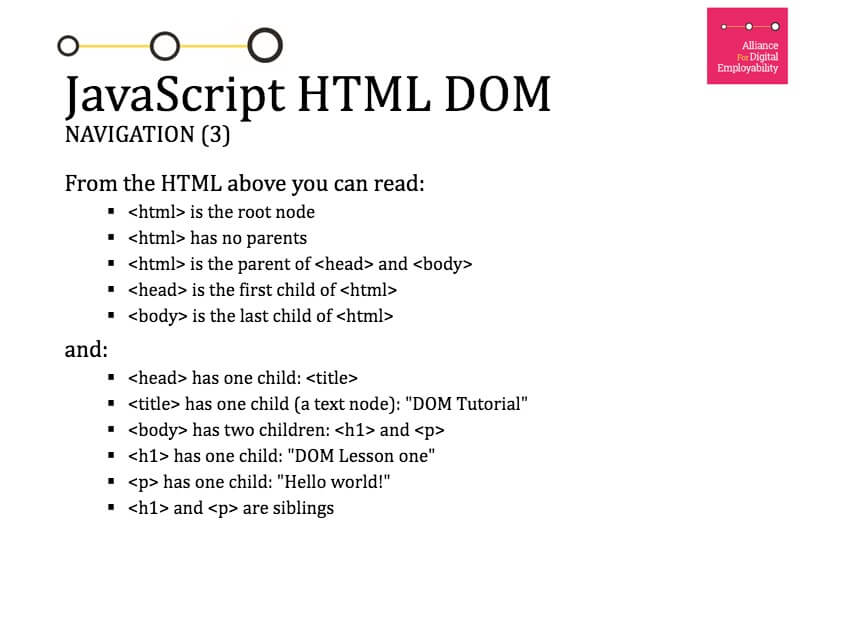 Alliance
For Digital
Employability
JavaScript HTML DOM
NAVIGATION (3)
From the HTML above you can read:
▪ <html> is the root node
▪ <html> has no parents
▪ <html> is the parent of <head> and <body>
▪ <head> is the first child of <html>
▪ <body> is the last child of <html>
and:
▪ <head> has one child: <title>
▪ <title> has one child (a text node): "DOM Tutorial"
▪ <body> has two children: <h1> and <p>
▪ <h1> has one child: "DOM Lesson one"
▪ <p> has one child: "Hello world!"
▪ <h1> and <p> are siblings